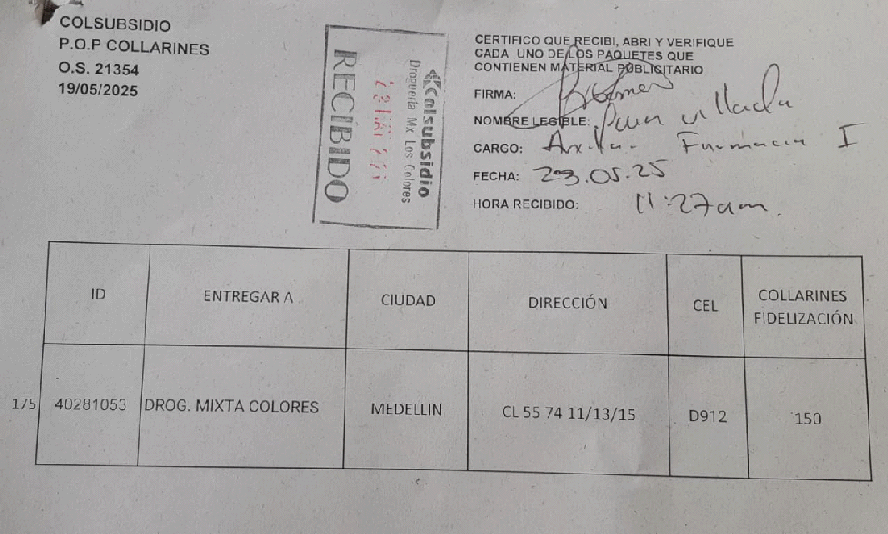 COLSUBSIDIO
P.O.P COLLARINES
O.S. 21354
19/05/2025
Colsubsidio
Droguería Mx Los Colores
RECIBIDO
CERTIFICO QUE RECIBI, ABRI Y VERIFIQUE
CADA UNO DE LOS PAQUETES QUE
CONTIENEN MATERIAL PUBLICITARIO
FIRMA:
NOMBRE LEGIBLE:
CARGO: Farmacia I
FECHA: 23.05.25
HORA RECIBIDO: 11:27am.
ID ENTREGAR A CIUDAD DIRECCIÓN CEL COLLARINES FIDELIZACIÓN
175 40281053 DROG. MIXTA COLORES MEDELLIN CL 55 74 11/13/15 D912 150